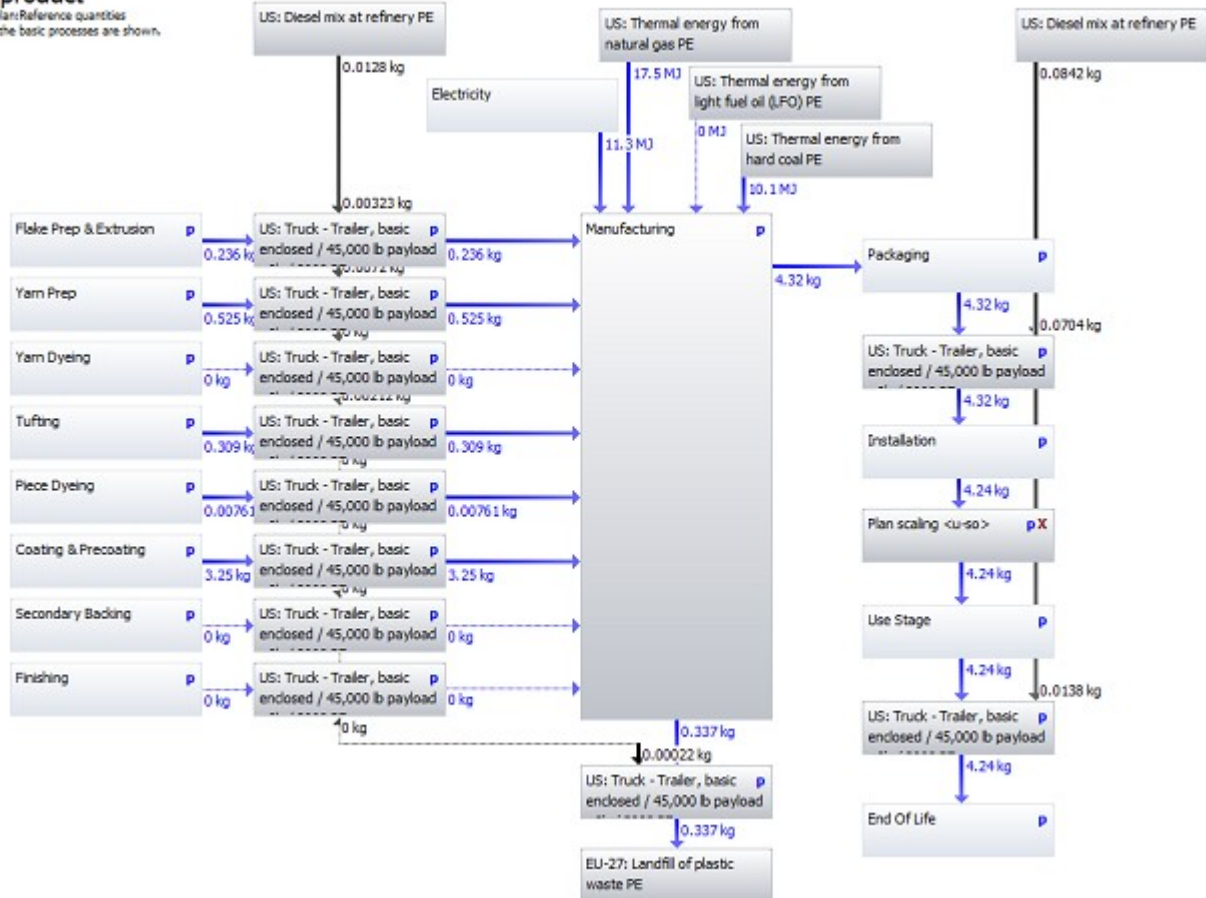 product
Reference quantities
the basic processes are shown.
US: Diesel mix at refinery PE
0.0128 kg
US: Thermal energy from
natural gas PE
17.5 MJ
US: Diesel mix at refinery PE
0.0842 kg
Electricity
11.3 MJ
US: Thermal energy from
light fuel oil (LFO) PE
0 MJ
US: Thermal energy from
hard coal PE
10.1 MJ
0.00323 kg
Flake Prep & Extrusion p
0.236 kg
US: Truck - Trailer, basic p
enclosed / 45,000 lb payload
0.236 kg
Manufacturing p
4.32 kg
Packaging p
4.32 kg
Yarn Prep p
0.525 kg
US: Truck - Trailer, basic p
enclosed / 45,000 lb payload
0.525 kg
0.0704 kg
Yarn Dyeing p
0 kg
US: Truck - Trailer, basic p
enclosed / 45,000 lb payload
0 kg
US: Truck - Trailer, basic p
enclosed / 45,000 lb payload
4.32 kg
Tufting p
0.309 kg
US: Truck - Trailer, basic p
enclosed / 45,000 lb payload
0.309 kg
Installation p
4.24 kg
Piece Dyeing p
0.00761
US: Truck - Trailer, basic p
enclosed / 45,000 lb payload
0.00761 kg
Plan scaling <u-so> p X
4.24 kg
Coating & Precoating p
3.25 kg
US: Truck - Trailer, basic p
enclosed / 45,000 lb payload
3.25 kg
Secondary Backing p
0 kg
US: Truck - Trailer, basic p
enclosed / 45,000 lb payload
0 kg
Use Stage p
4.24 kg
Finishing p
0 kg
US: Truck - Trailer, basic p
enclosed / 45,000 lb payload
0 kg
0.0138 kg
US: Truck - Trailer, basic p
enclosed / 45,000 lb payload
4.24 kg
0 kg
0.337 kg
0.00022 kg
US: Truck - Trailer, basic p
enclosed / 45,000 lb payload
0.337 kg
End Of Life p
EU-27: Landfill of plastic
waste PE